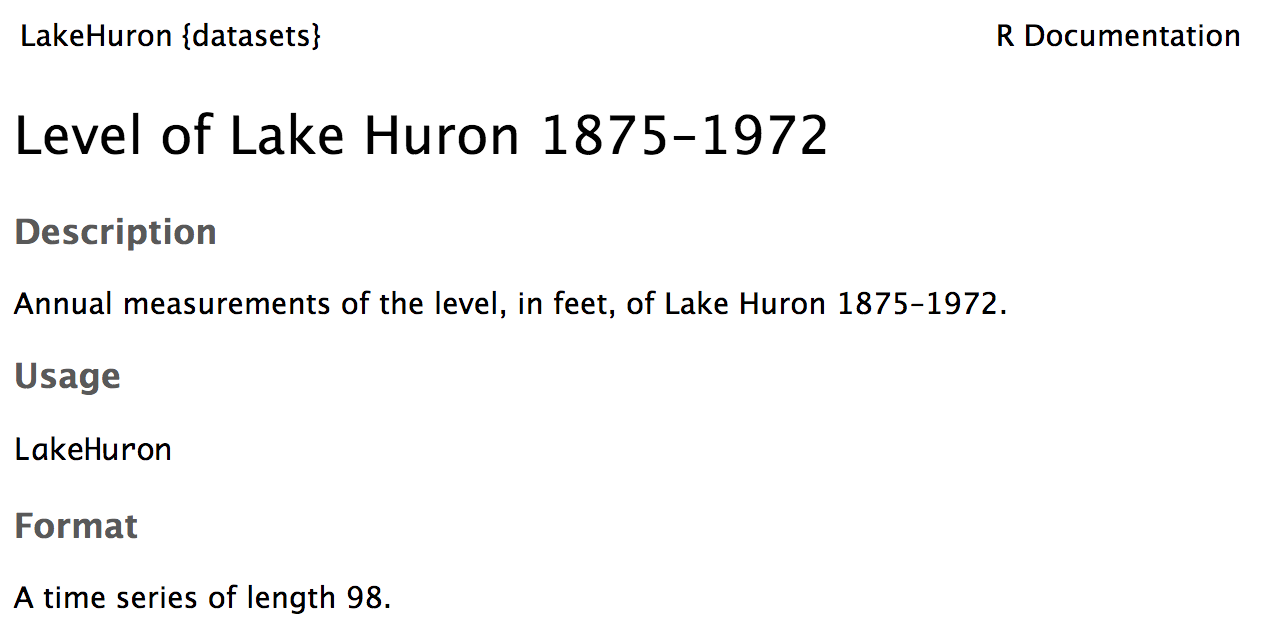 LakeHuron {datasets}
R Documentation
Level of Lake Huron 1875–1972
Description
Annual measurements of the level, in feet, of Lake Huron 1875–1972.
Usage
LakeHuron
Format
A time series of length 98.